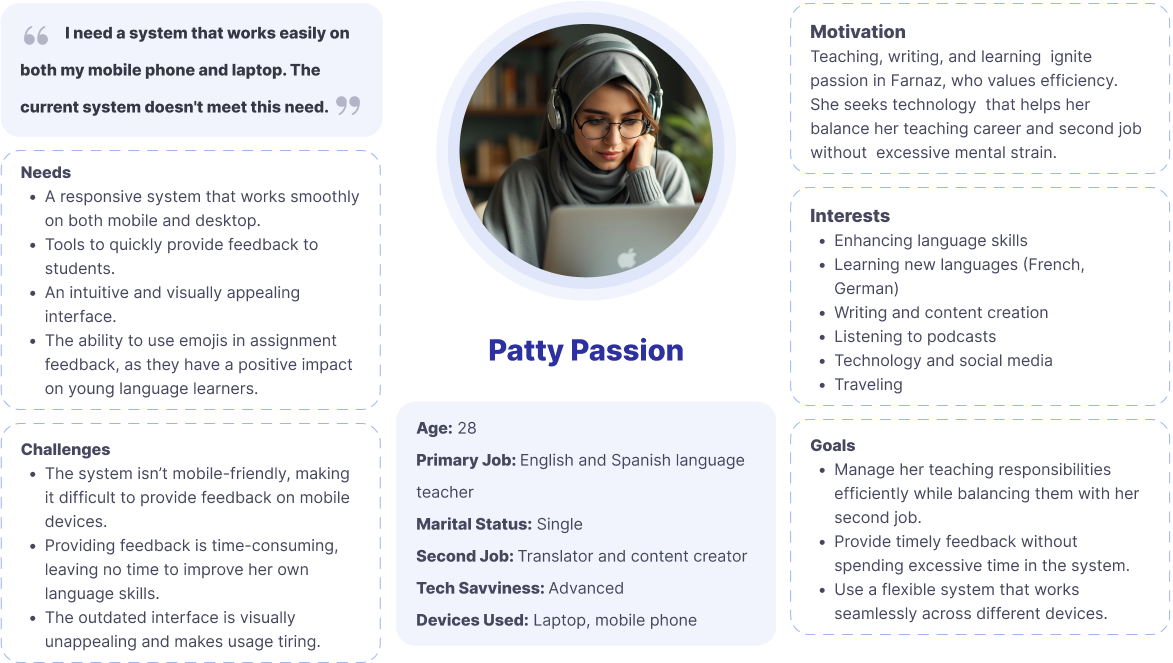 “ I need a system that works easily on
both my mobile phone and laptop. The
current system doesn't meet this need. ”
Needs
• A responsive system that works smoothly
on both mobile and desktop.
• Tools to quickly provide feedback to
students.
• An intuitive and visually appealing
interface.
• The ability to use emojis in assignment
feedback, as they have a positive impact
on young language learners.
Challenges
• The system isn’t mobile-friendly, making
it difficult to provide feedback on mobile
devices.
• Providing feedback is time-consuming,
leaving no time to improve her own
language skills.
• The outdated interface is visually
unappealing and makes usage tiring.
Patty Passion
Age: 28
Primary Job: English and Spanish language
teacher
Marital Status: Single
Second Job: Translator and content creator
Tech Savviness: Advanced
Devices Used: Laptop, mobile phone
Motivation
Teaching, writing, and learning ignite
passion in Farnaz, who values efficiency.
She seeks technology that helps her
balance her teaching career and second job
without excessive mental strain.
Interests
• Enhancing language skills
• Learning new languages (French,
German)
• Writing and content creation
• Listening to podcasts
• Technology and social media
• Traveling
Goals
• Manage her teaching responsibilities
efficiently while balancing them with her
second job.
• Provide timely feedback without
spending excessive time in the system.
• Use a flexible system that works
seamlessly across different devices.